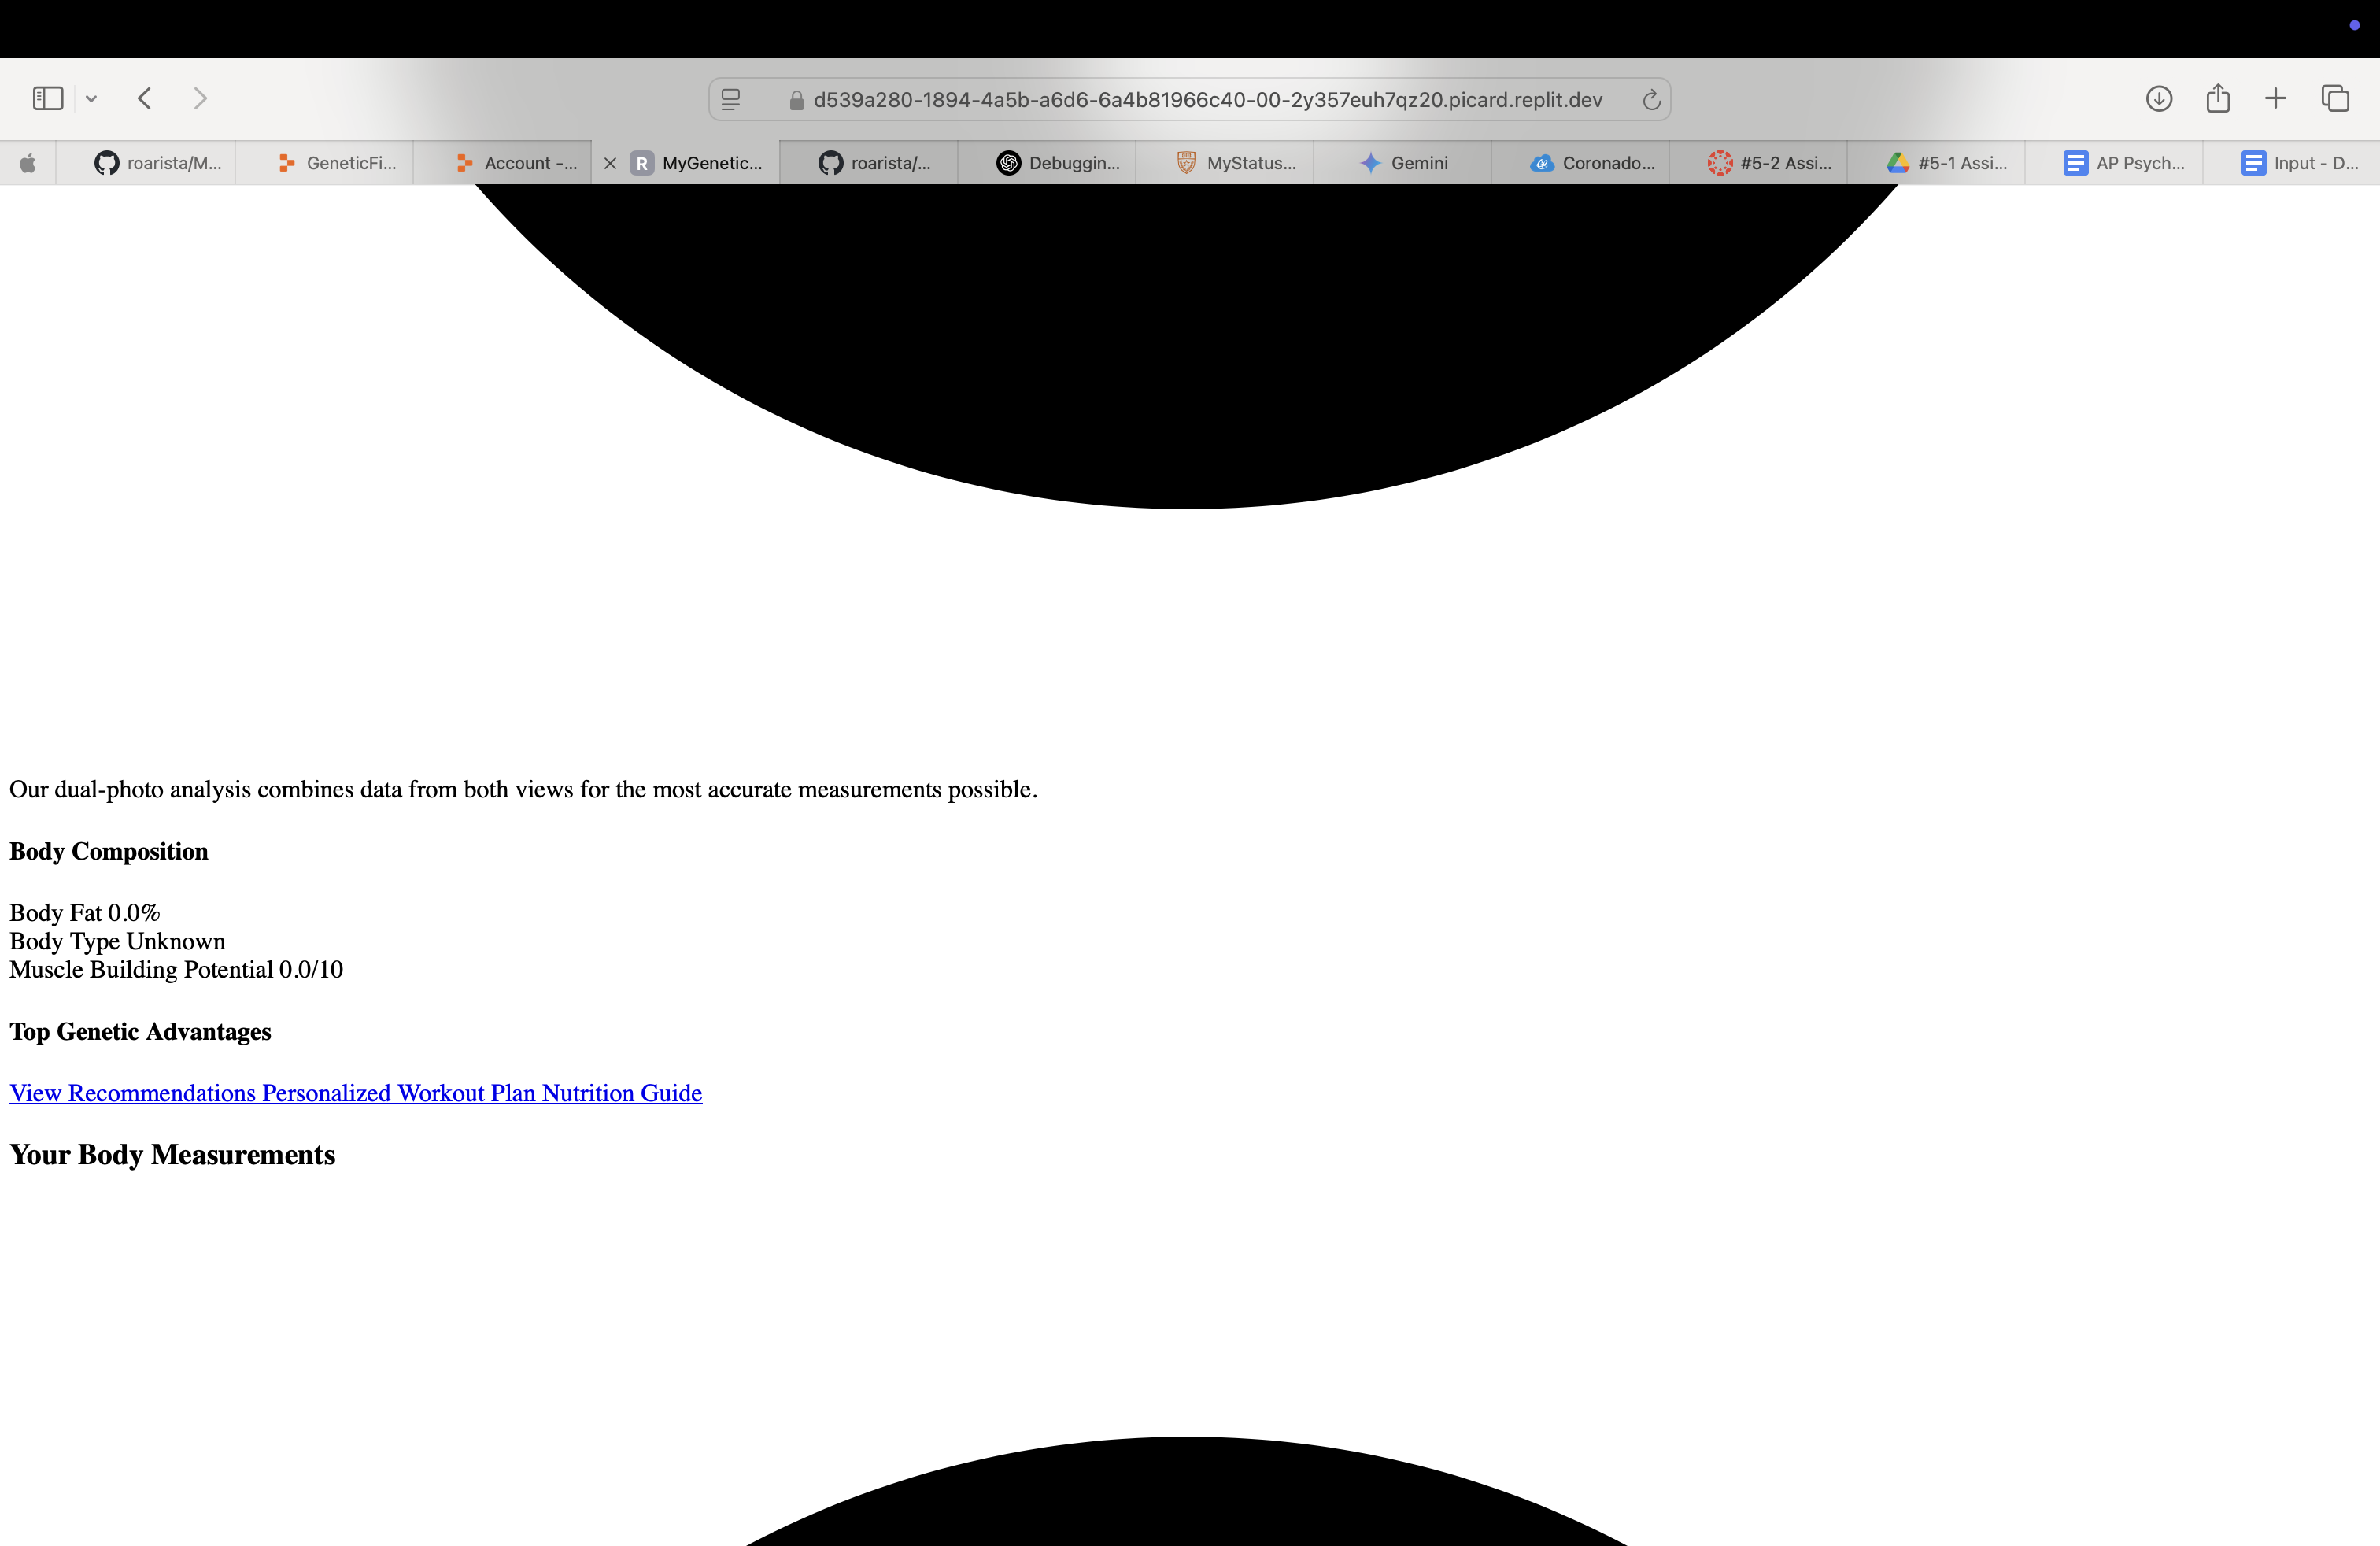 d539a280-1894-4a5b-a6d6-6a4b81966c40-00-2y357euh7qz20.picard.replit.dev
roarista/M...
GeneticFi...
Account -...
R MyGenetic...
roarista/...
Debuggin...
MyStatus...
Gemini
Coronado...
#5-2 Assi...
#5-1 Assi...
AP Psych...
Input - D...
Our dual-photo analysis combines data from both views for the most accurate measurements possible.
Body Composition
Body Fat 0.0%
Body Type Unknown
Muscle Building Potential 0.0/10
Top Genetic Advantages
View Recommendations Personalized Workout Plan Nutrition Guide
Your Body Measurements